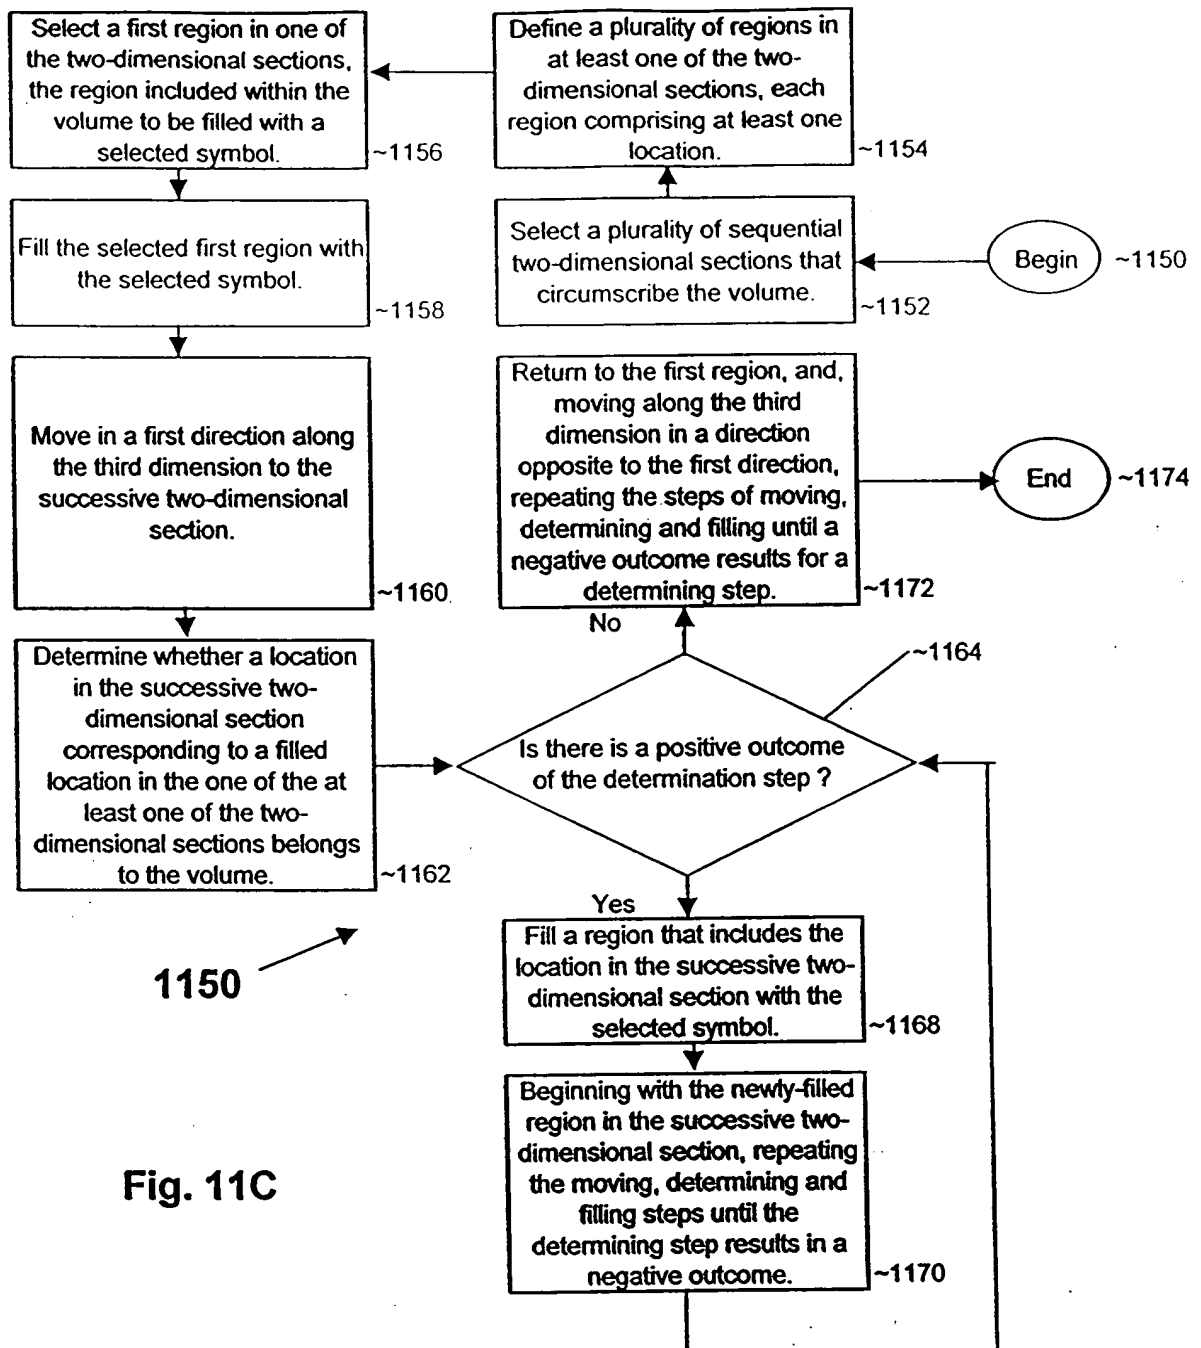 Select a first region in one of
the two-dimensional sections,
the region included within the
volume to be filled with a
selected symbol.
~1156
Define a plurality of regions in
at least one of the two-
dimensional sections, each
region comprising at least one
location.
~1154
Fill the selected first region with
the selected symbol.
~1158
Select a plurality of sequential
two-dimensional sections that
circumscribe the volume.
~1152
Begin
~1150
Move in a first direction along
the third dimension to the
successive two-dimensional
section.
~1160
Return to the first region, and,
moving along the third
dimension in a direction
opposite to the first direction,
repeating the steps of moving,
determining and filling until a
negative outcome results for a
determining step.
~1172
End
~1174
No
Determine whether a location
in the successive two-
dimensional section
corresponding to a filled
location in the one of the at
least one of the two-
dimensional sections belongs
to the volume.
~1162
Is there is a positive outcome
of the determination step ?
~1164
Yes
1150
Fill a region that includes the
location in the successive two-
dimensional section with the
selected symbol.
~1168
Beginning with the newly-filled
region in the successive two-
dimensional section, repeating
the moving, determining and
filling steps until the
determining step results in a
negative outcome.
~1170
Fig. 11C